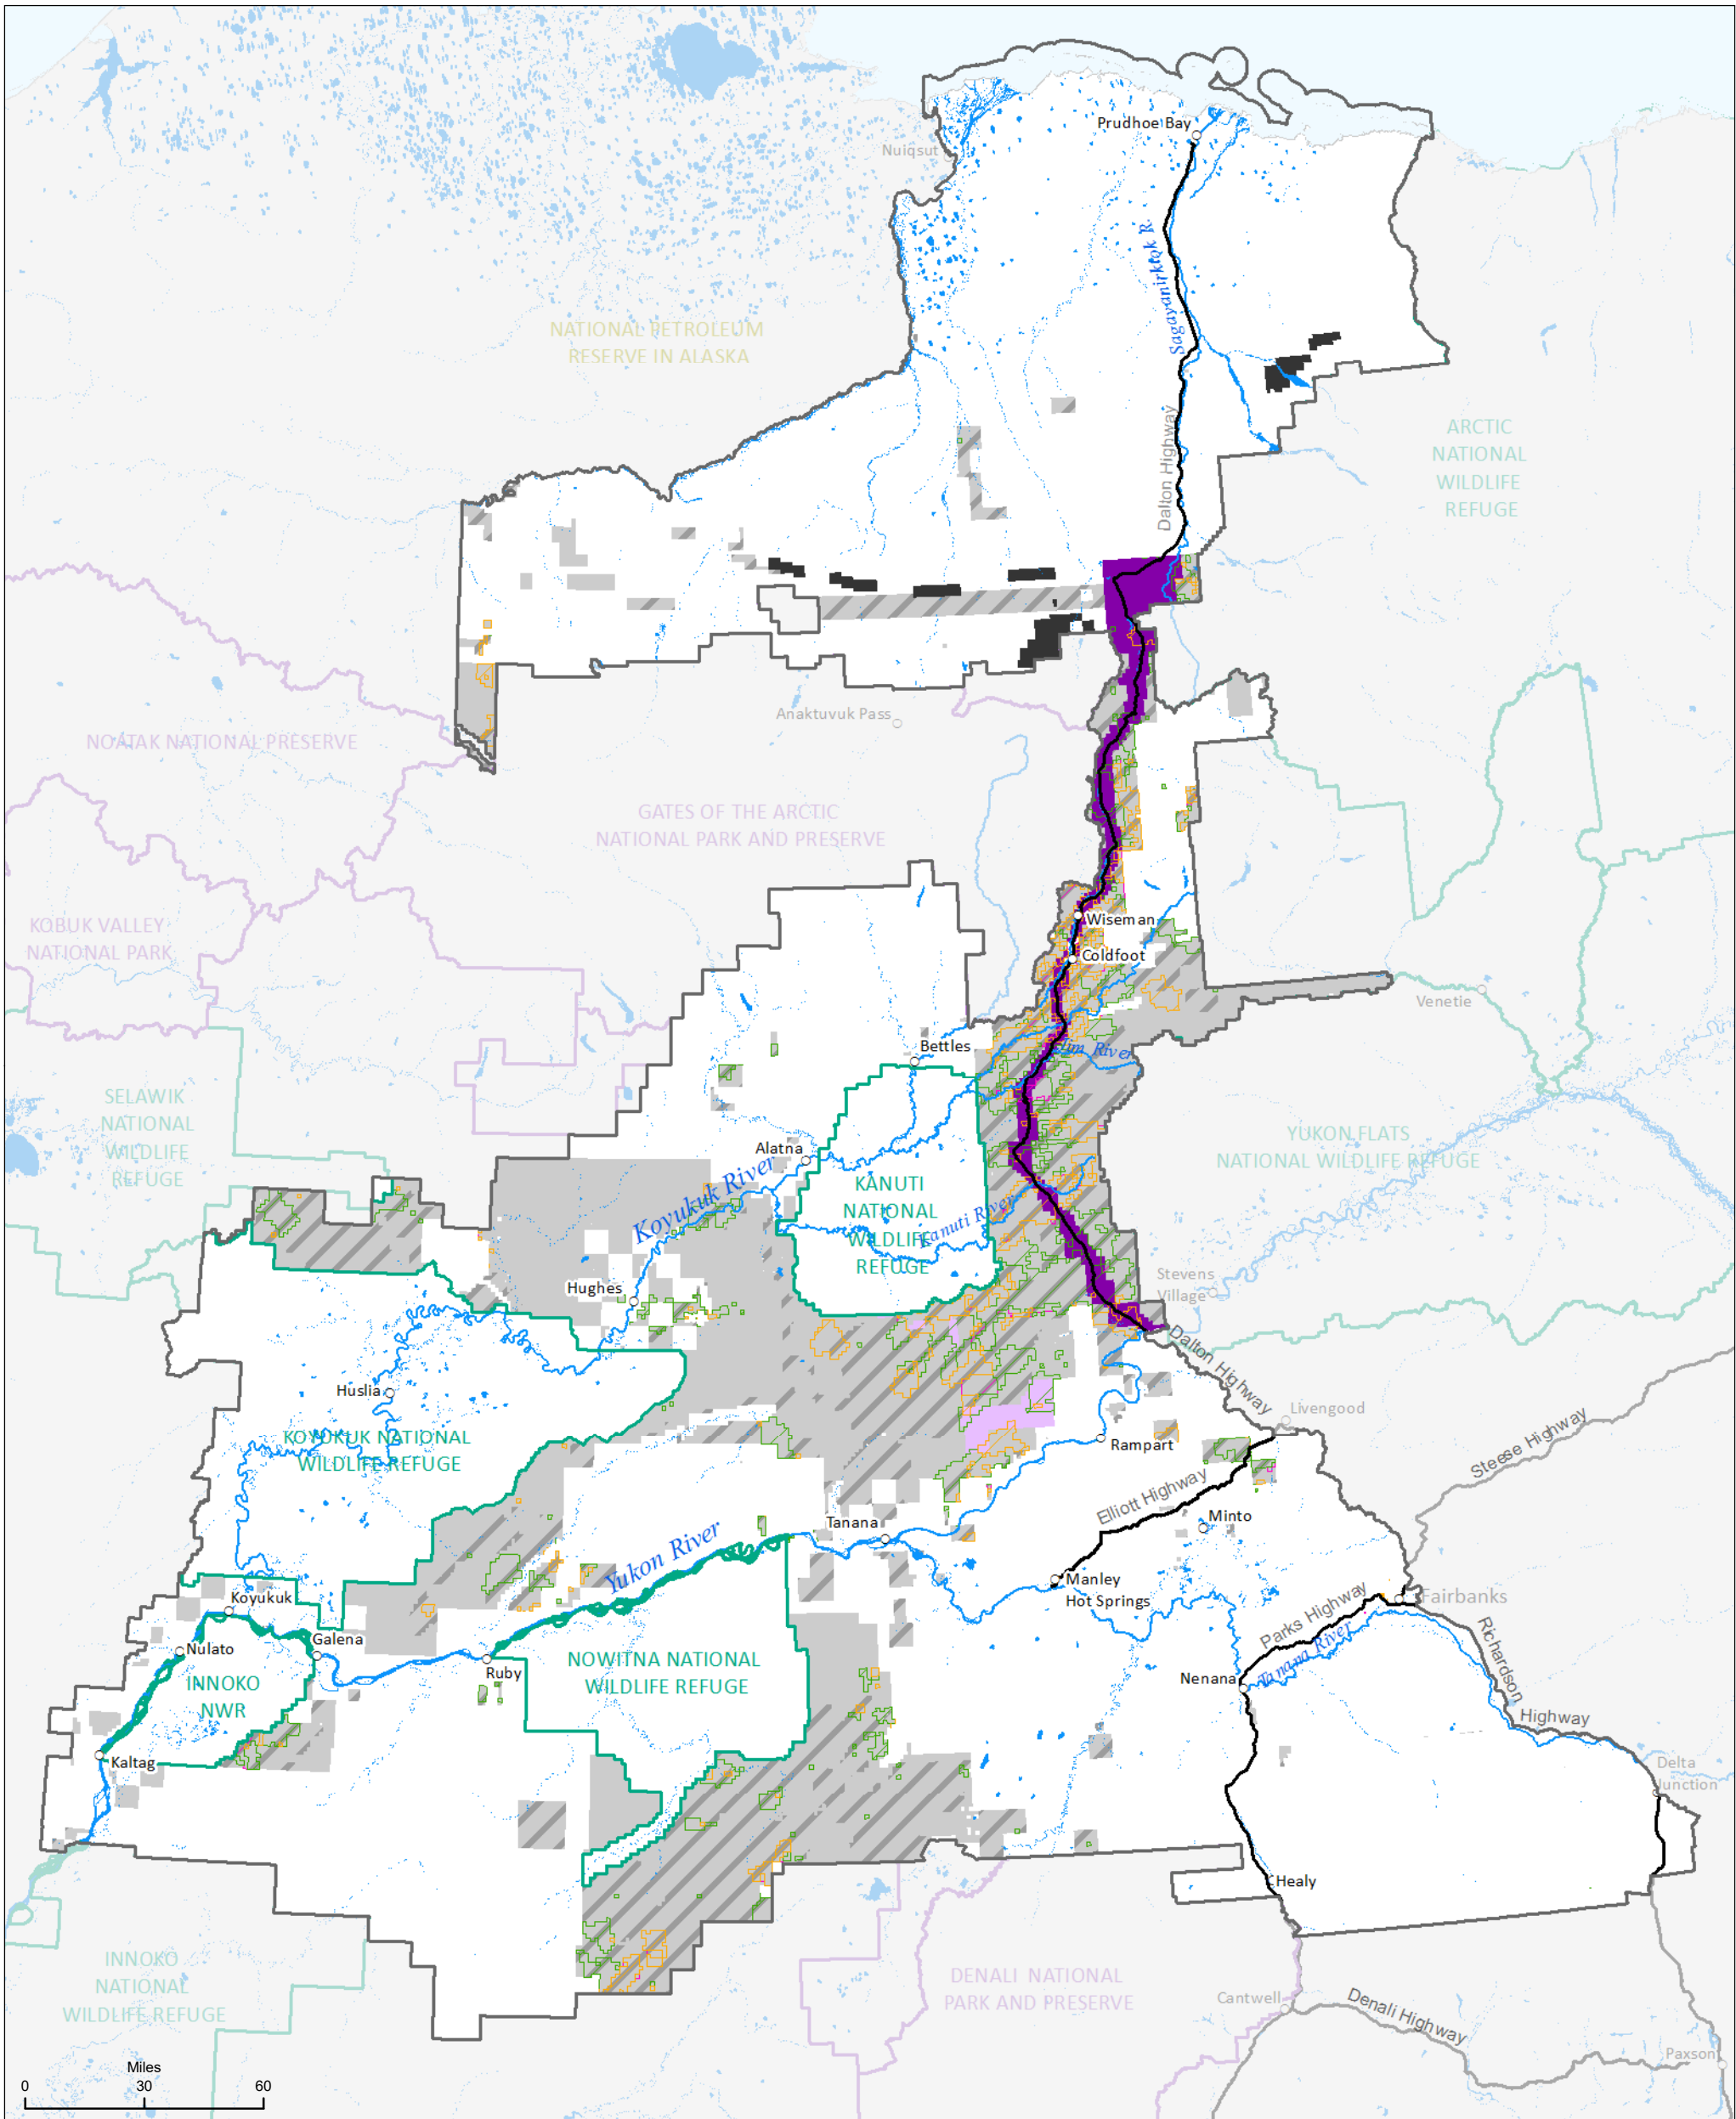 Prudhoe Bay
Nuiqsut
Sagavanirktok R.
NATIONAL PETROLEUM
RESERVE IN ALASKA
Dalton Highway
ARCTIC
NATIONAL
WILDLIFE
REFUGE
Anaktuvuk Pass
NOATAK NATIONAL PRESERVE
GATES OF THE ARCTIC
NATIONAL PARK AND PRESERVE
KOBUK VALLEY
NATIONAL PARK
Wiseman
Coldfoot
Venetie
Bettles
Jim River
SELAWIK
NATIONAL
WILDLIFE
REFUGE
YUKON FLATS
NATIONAL WILDLIFE REFUGE
Alatna
Koyukuk River
KANUTI
NATIONAL
WILDLIFE
REFUGE
Kanuti River
Hughes
Stevens
Village
Dalton Highway
Huslia
Livengood
KOYUKUK NATIONAL
WILDLIFE REFUGE
Rampart
Steese Highway
Elliott Highway
Tanana
Minto
Yukon River
Manley
Hot Springs
Koyukuk
Fairbanks
Parks Highway
Tanana River
Richardson
Highway
Nulato
Galena
Ruby
NOWITNA NATIONAL
WILDLIFE REFUGE
INNOKO
NWR
Nenana
Kaltag
Delta
Junction
Healy
INNOKO
NATIONAL
WILDLIFE REFUGE
DENALI NATIONAL
PARK AND PRESERVE
Cantwell
Denali Highway
Paxson
Miles
0 30 60